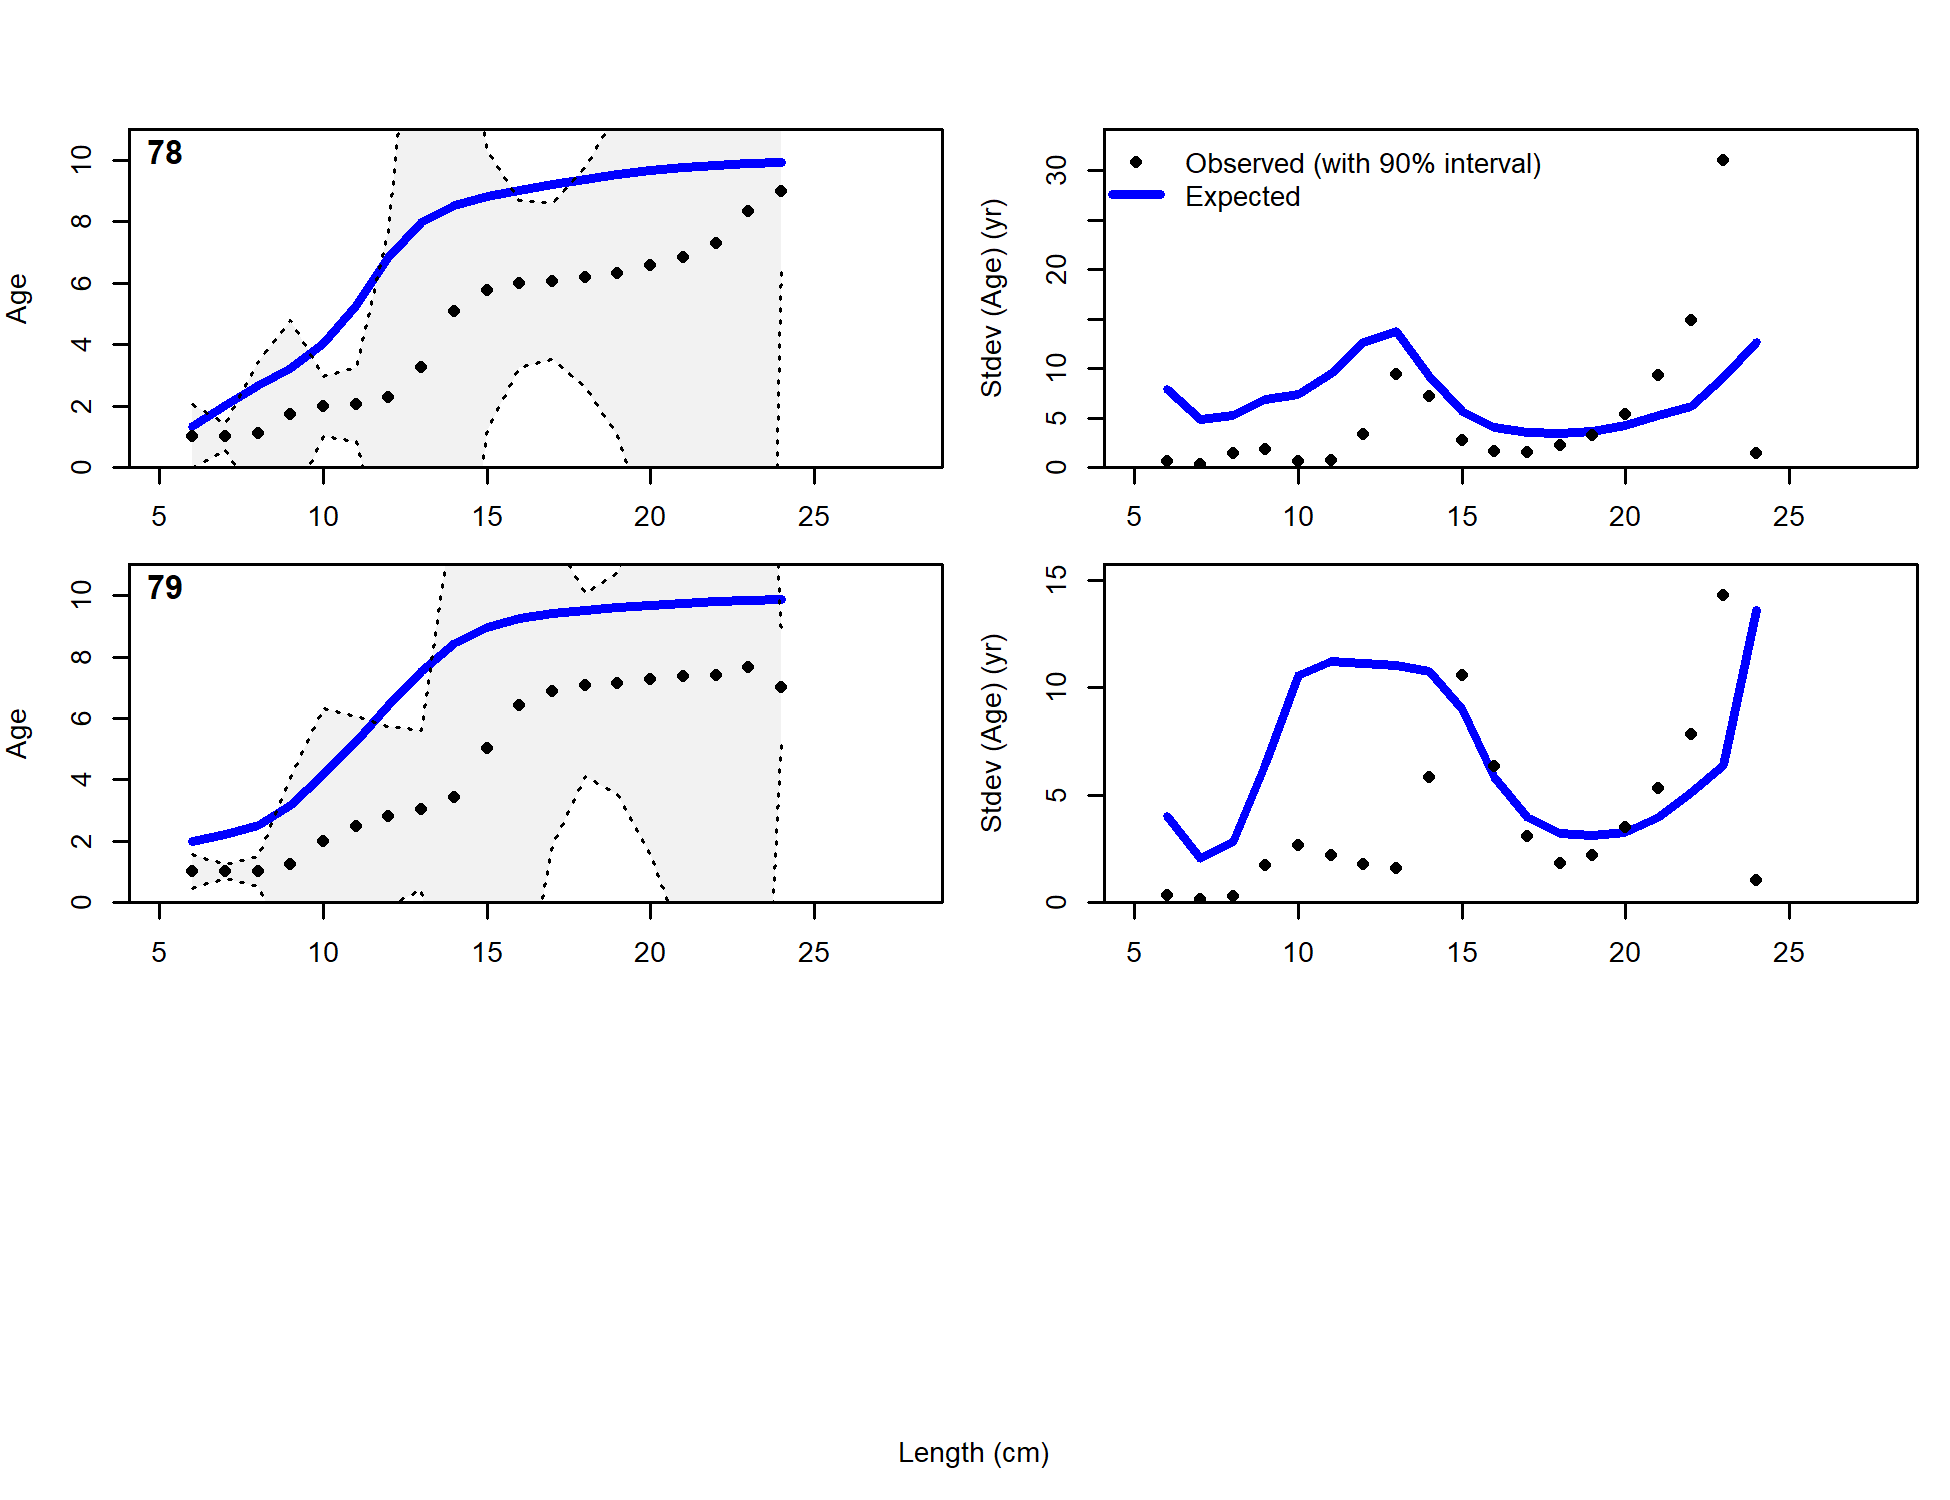 78
Age
0 2 4 6 8 10
5 10 15 20 25
Observed (with 90% interval)
Expected
Stdev (Age) (yr)
0 5 10 20 30
5 10 15 20 25
79
Age
0 2 4 6 8 10
5 10 15 20 25
Stdev (Age) (yr)
0 5 10 15
5 10 15 20 25
Length (cm)